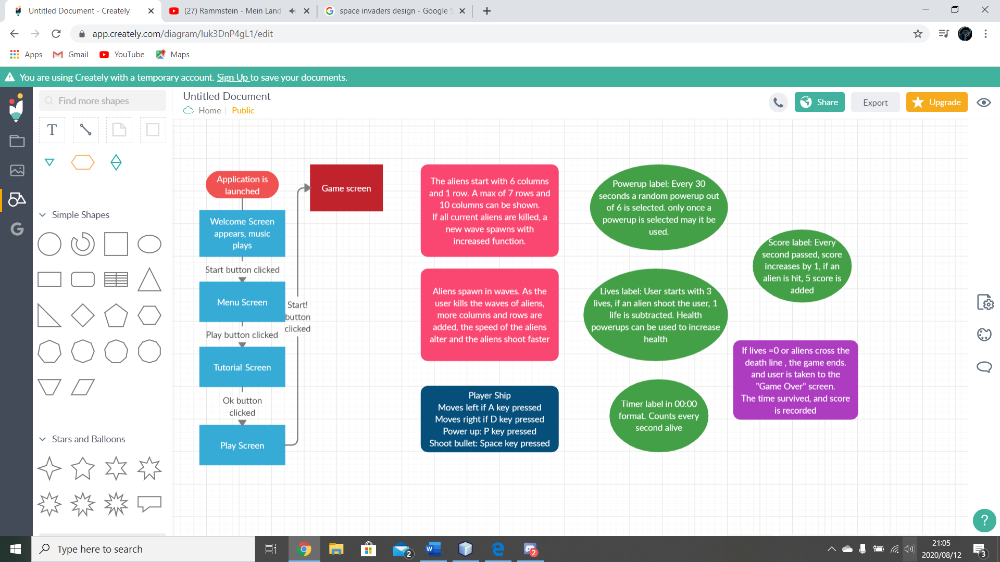 Untitled Document - Creately
(27) Rammstein - Mein Land
space invaders design - Google S
app.creately.com/diagram/Iuk3DnP4gL1/edit
Apps
Gmail
YouTube
Maps
You are using Creately with a temporary account. Sign Up to save your documents.
Find more shapes
Untitled Document
Home
Public
Share
Export
Upgrade
T
Simple Shapes
Stars and Balloons
Application is
launched
Welcome Screen
appears, music
plays
Start button clicked
Menu Screen
Play button clicked
Tutorial Screen
Ok button
clicked
Play Screen
Start!
button
clicked
Game screen
The aliens start with 6 columns
and 1 row. A max of 7 rows and
10 columns can be shown.
If all current aliens are killed, a
new wave spawns with
increased function.
Aliens spawn in waves. As the
user kills the waves of aliens,
more columns and rows are
added, the speed of the aliens
alter and the aliens shoot faster
Player Ship
Moves left if A key pressed
Moves right if D key pressed
Power up: P key pressed
Shoot bullet: Space key pressed
Powerup label: Every 30
seconds a random powerup out
of 6 is selected. only once a
powerup is selected may it be
used.
Lives label: User starts with 3
lives, if an alien shoot the user, 1
life is subtracted. Health
powerups can be used to increase
health
Timer label in 00:00
format. Counts every
second alive
Score label: Every
second passed, score
increases by 1, if an
alien is hit, 5 score is
added
If lives =0 or aliens cross the
death line , the game ends.
and user is taken to the
"Game Over" screen.
The time survived, and score
is recorded
?
Type here to search
2
2
21:05
2020/08/12
3